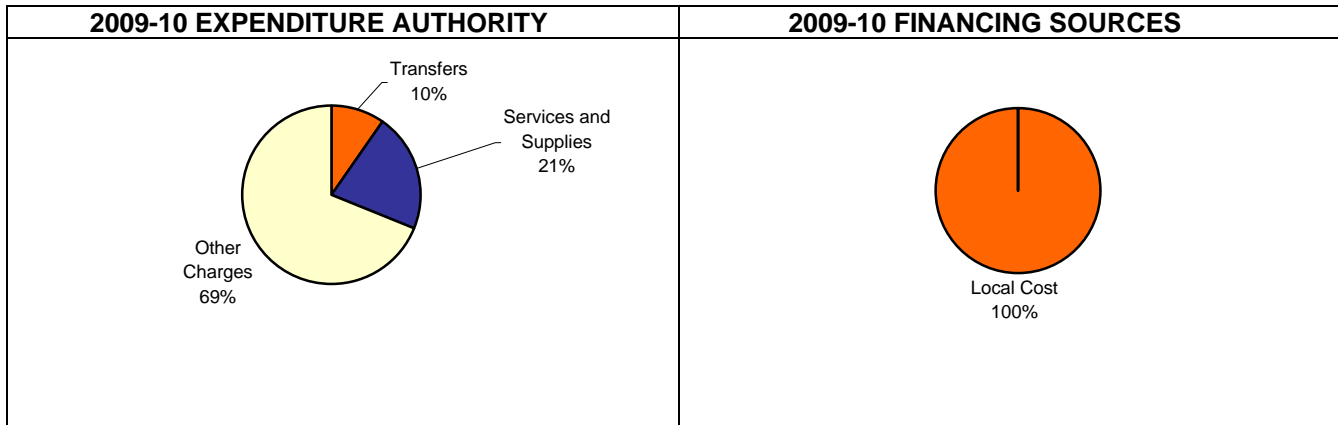 2009-10 EXPENDITURE AUTHORITY
Transfers
10%
Services and
Supplies
21%
Other
Charges
69%
2009-10 FINANCING SOURCES
Local Cost
100%